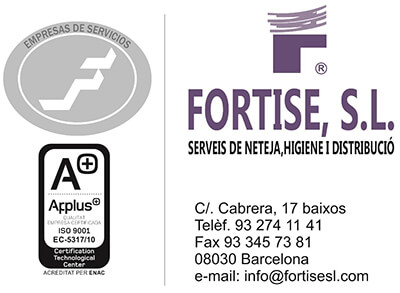 EMPRESAS DE SERVICIOS
A+
Applus+
QUALITAT
EMPRESA CERTIFICADA
ISO 9001
EC-5317/10
Certification
Technological
Center
ACREDITAT PER ENAC
®
FORTISE, S.L.
SERVEIS DE NETEJA,HIGIENE I DISTRIBUCIÓ
C/. Cabrera, 17 baixos
Telèf. 93 274 11 41
Fax 93 345 73 81
08030 Barcelona
e-mail: info@fortisesl.com